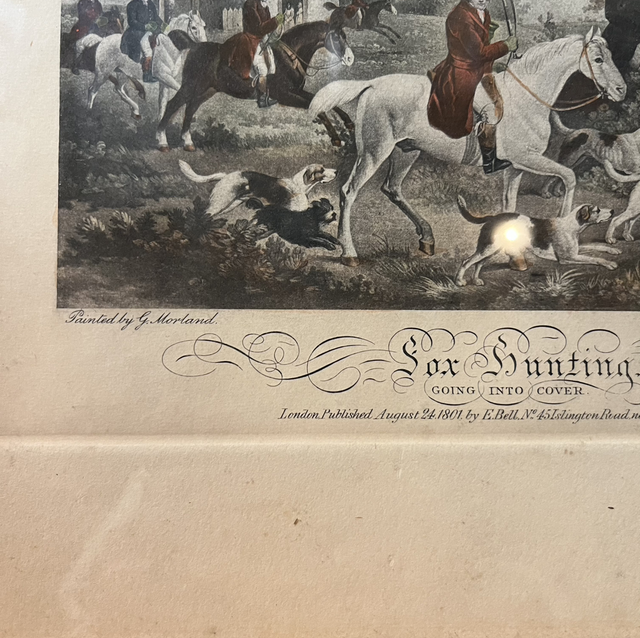 Painted by G. Morland.
Fox Hunting.
GOING INTO COVER.
London, Published August 24, 1801, by E. Bell, No. 45 Islington Road, n